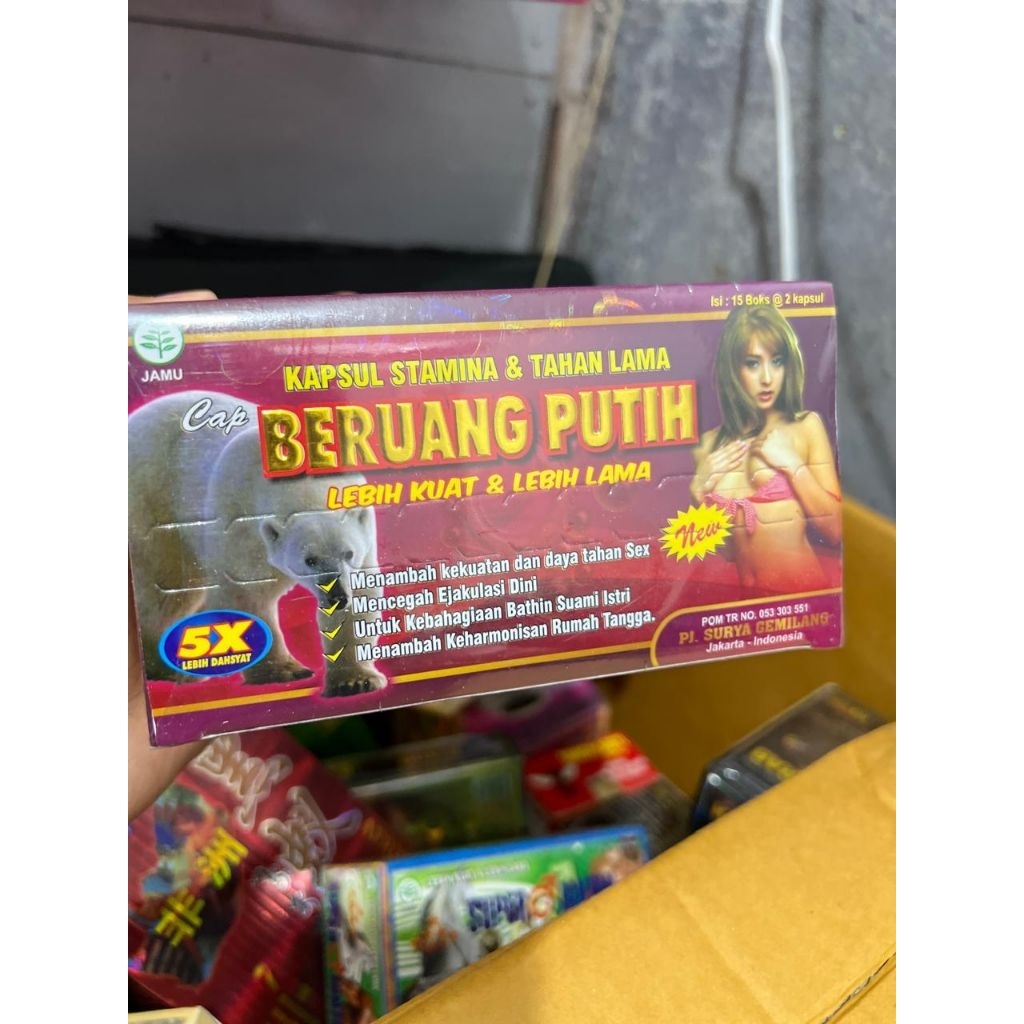 Isi : 15 Boks @ 2 kapsul
JAMU
KAPSUL STAMINA & TAHAN LAMA
Cap
BERUANG PUTIH
LEBIH KUAT & LEBIH LAMA
New
Menambah kekuatan dan daya tahan Sex
Mencegah Ejakulasi Dini
Untuk Kebahagiaan Bathin Suami Istri
Menambah Keharmonisan Rumah Tangga.
5X
LEBIH DAHSYAT
POM TR NO. 053 303 551
PJ. SURYA GEMILANG
Jakarta - Indonesia